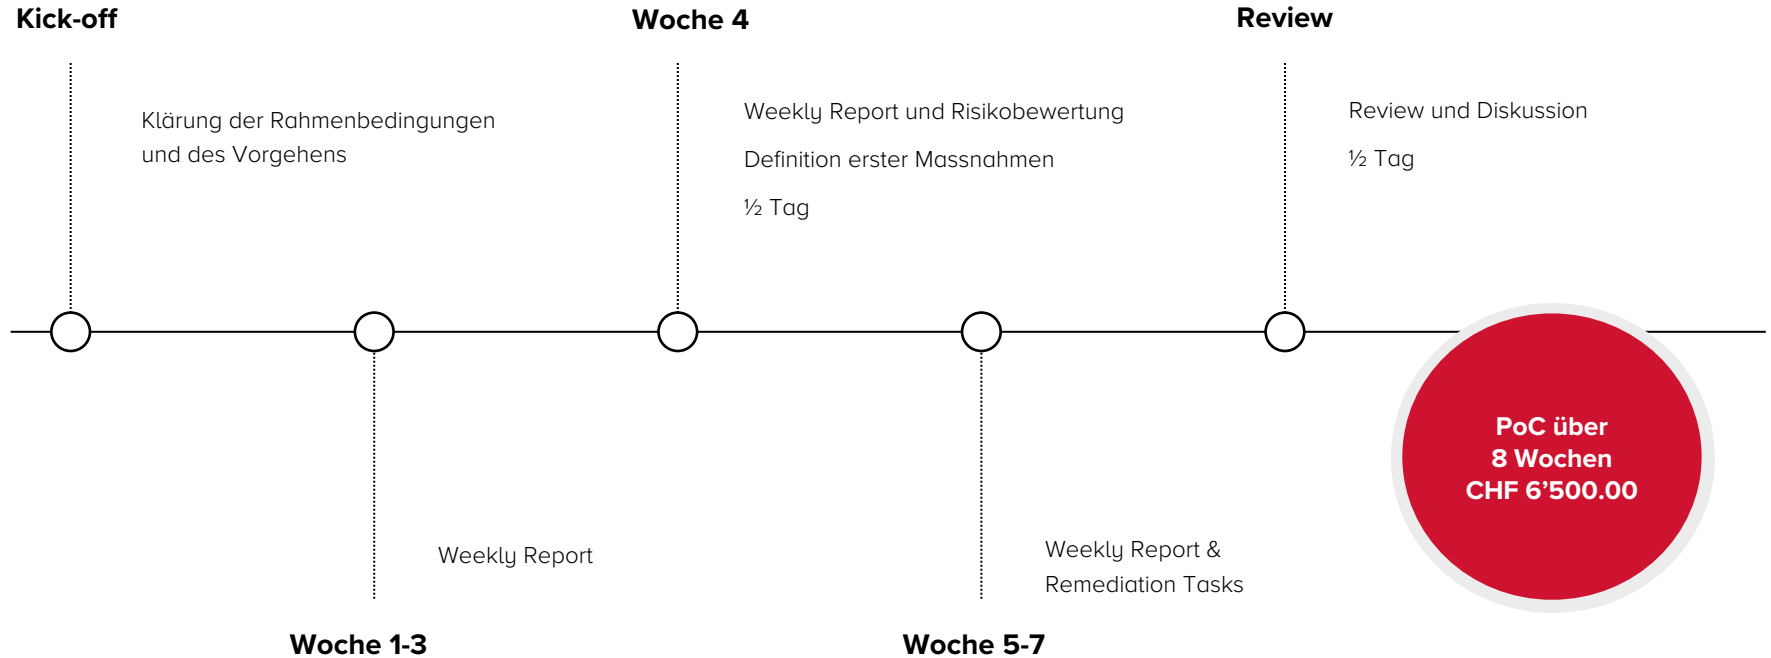 Kick-off
Klärung der Rahmenbedingungen
und des Vorgehens
Weekly Report
Woche 1-3
Woche 4
Weekly Report und Risikobewertung
Definition erster Massnahmen
½ Tag
Weekly Report &
Remediation Tasks
Woche 5-7
Review
Review und Diskussion
½ Tag
PoC über
8 Wochen
CHF 6’500.00